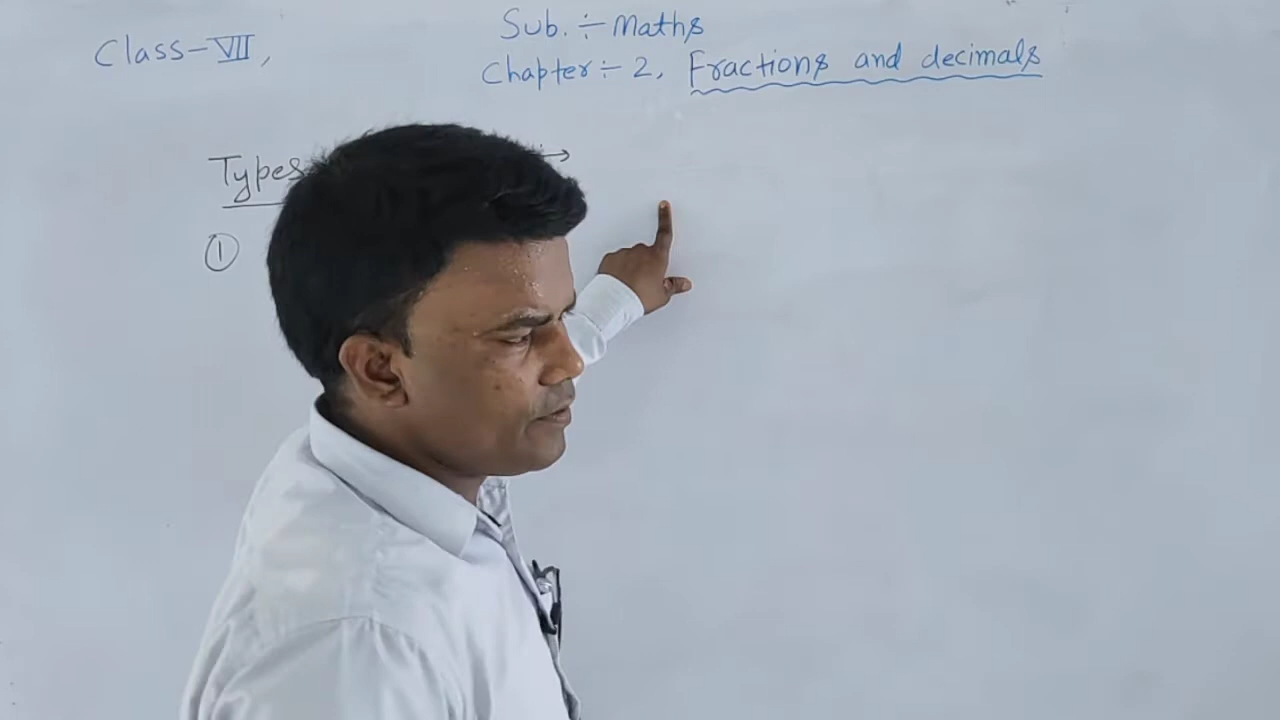 Class-VII,
Sub. ÷ Maths
Chapter ÷ 2, Fractions and decimals
Types →
①